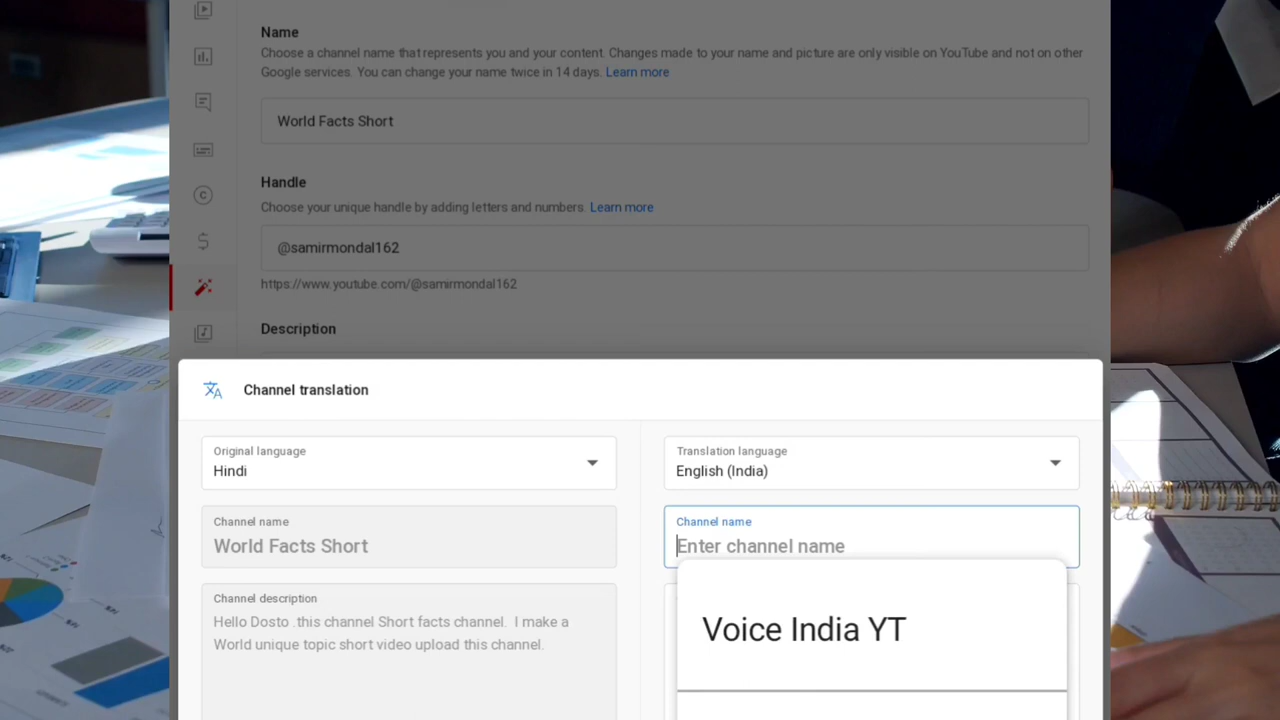 Name
Choose a channel name that represents you and your content. Changes made to your name and picture are only visible on YouTube and not on other
Google services. You can change your name twice in 14 days. Learn more
World Facts Short
Handle
Choose your unique handle by adding letters and numbers. Learn more
@samirmondal162
https://www.youtube.com/@samirmondal162
Description
Channel translation
Original language
Hindi
Translation language
English (India)
Channel name
World Facts Short
Channel name
Enter channel name
Channel description
Hello Dosto .this channel Short facts channel. I make a
World unique topic short video upload this channel.
Voice India YT